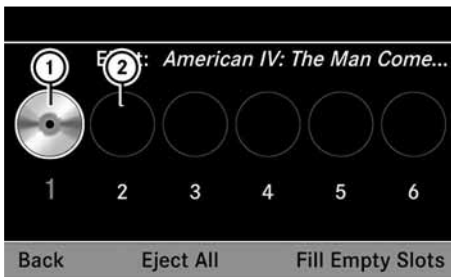 1 2
Eject: American IV: The Man Come...
1 2 3 4 5 6
Back Eject All Fill Empty Slots